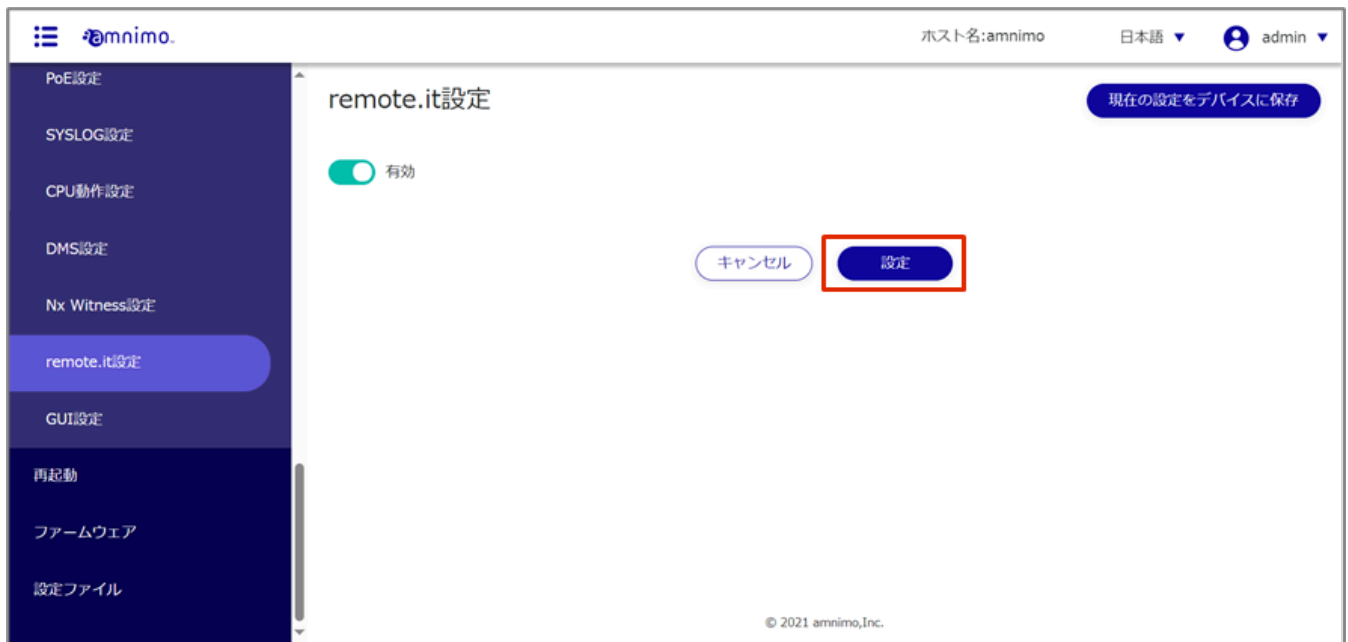 amnimo.
ホスト名:amnimo
日本語 ▼
admin ▼
PoE設定
SYSLOG設定
CPU動作設定
DMS設定
Nx Witness設定
remote.it設定
GUI設定
再起動
ファームウェア
設定ファイル
remote.it設定
現在の設定をデバイスに保存
有効
キャンセル
設定
© 2021 amnimo,Inc.